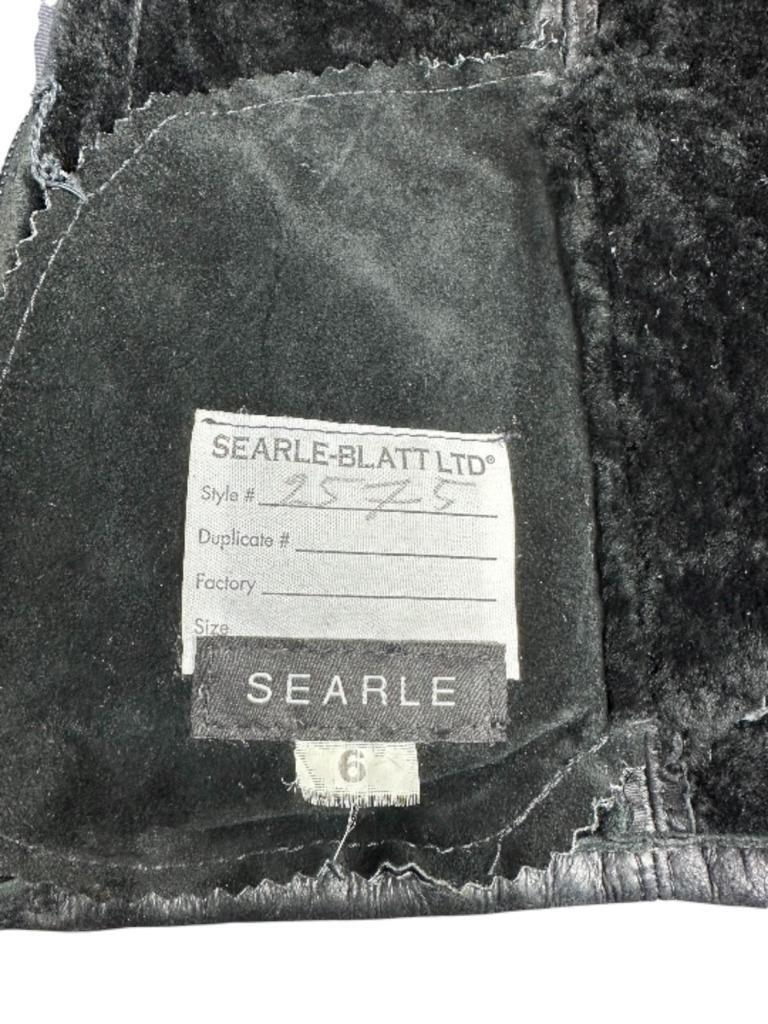 SEARLE-BLATT LTD®
Style # 2575
Duplicate #
Factory
Size
SEARLE
6